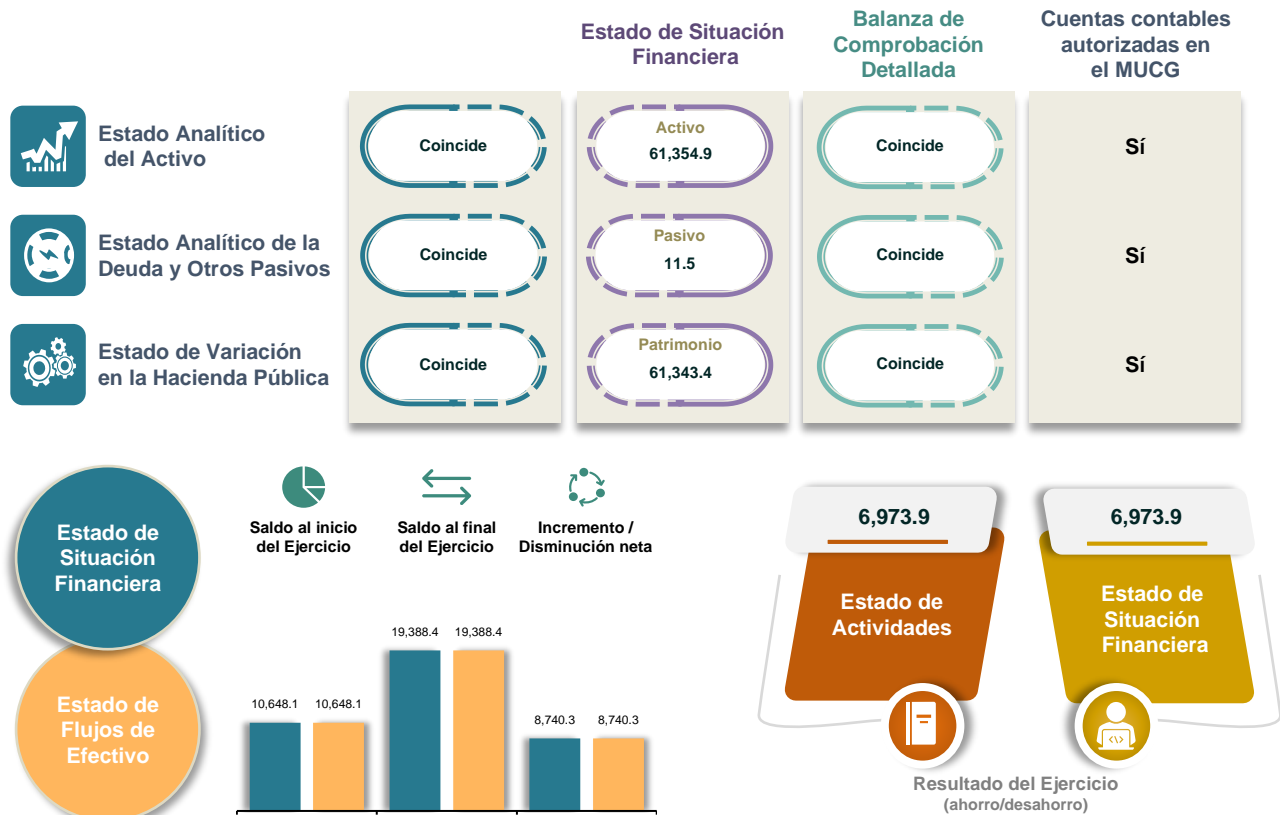 Estado de Situación
Financiera
Balanza de
Comprobación
Detallada
Cuentas contables
autorizadas en
el MUCG
Estado Analítico
del Activo
Coincide
Activo
61,354.9
Coincide
Sí
Estado Analítico de la
Deuda y Otros Pasivos
Coincide
Pasivo
11.5
Coincide
Sí
Estado de Variación
en la Hacienda Pública
Coincide
Patrimonio
61,343.4
Coincide
Sí
Estado de
Situación
Financiera
Estado de
Flujos de
Efectivo
Saldo al inicio
del Ejercicio
Saldo al final
del Ejercicio
Incremento /
Disminución neta
10,648.1 10,648.1
19,388.4 19,388.4
8,740.3 8,740.3
6,973.9
Estado de
Actividades
6,973.9
Estado de
Situación
Financiera
Resultado del Ejercicio
(ahorro/desahorro)